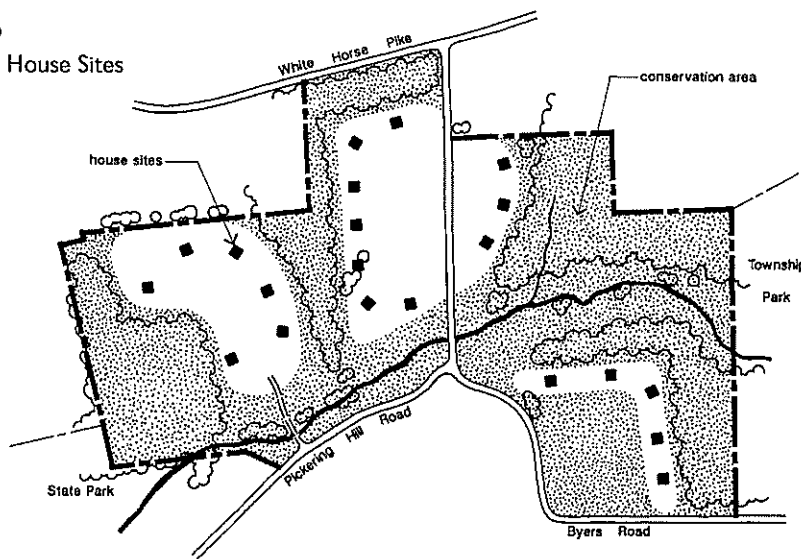 House Sites
White Horse Pike
conservation area
house sites
Township
Park
Pickering Hill Road
State Park
Byers Road